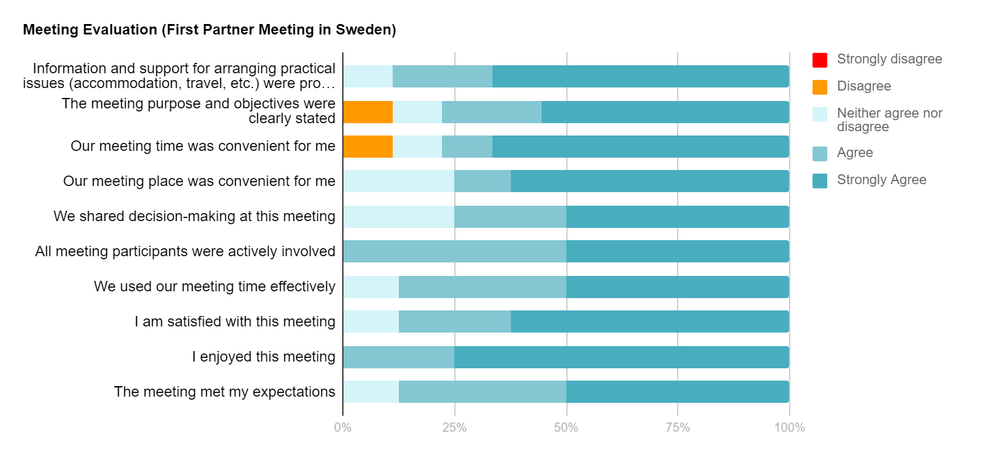 Meeting Evaluation (First Partner Meeting in Sweden)
Information and support for arranging practical
issues (accommodation, travel, etc.) were pro…
The meeting purpose and objectives were
clearly stated
Our meeting time was convenient for me
Our meeting place was convenient for me
We shared decision-making at this meeting
All meeting participants were actively involved
We used our meeting time effectively
I am satisfied with this meeting
I enjoyed this meeting
The meeting met my expectations
0% 25% 50% 75% 100%
Strongly disagree
Disagree
Neither agree nor
disagree
Agree
Strongly Agree